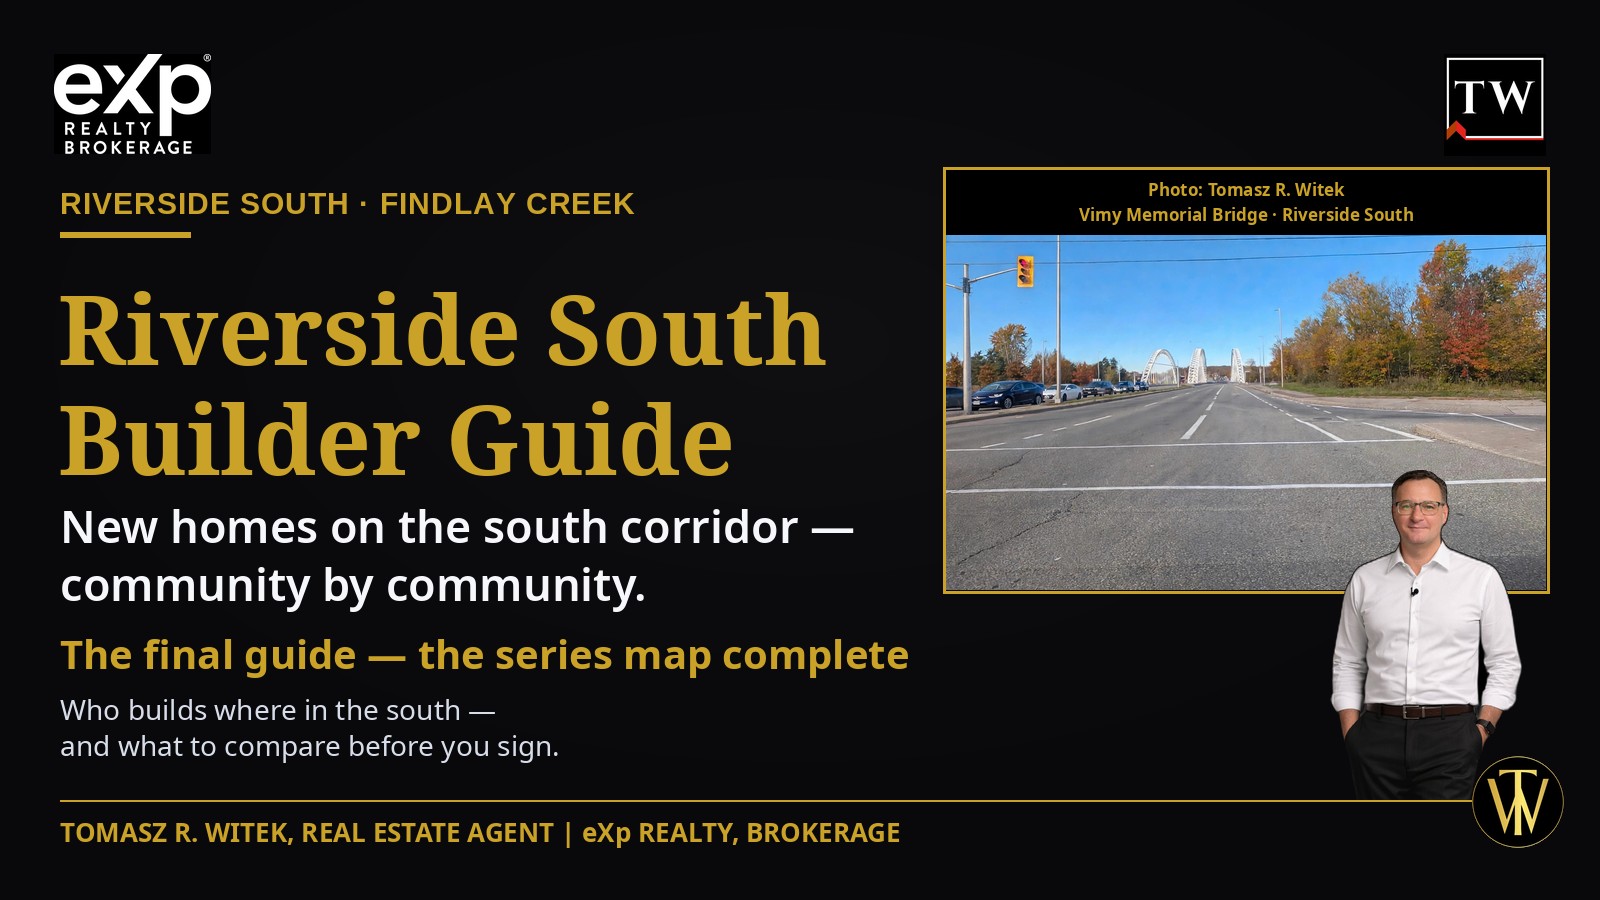 eXp®
REALTY
BROKERAGE
TW
RIVERSIDE SOUTH · FINDLAY CREEK
Photo: Tomasz R. Witek
Vimy Memorial Bridge · Riverside South
Riverside South
Builder Guide
New homes on the south corridor —
community by community.
The final guide — the series map complete
Who builds where in the south —
and what to compare before you sign.
TOMASZ R. WITEK, REAL ESTATE AGENT | eXp REALTY, BROKERAGE
TW